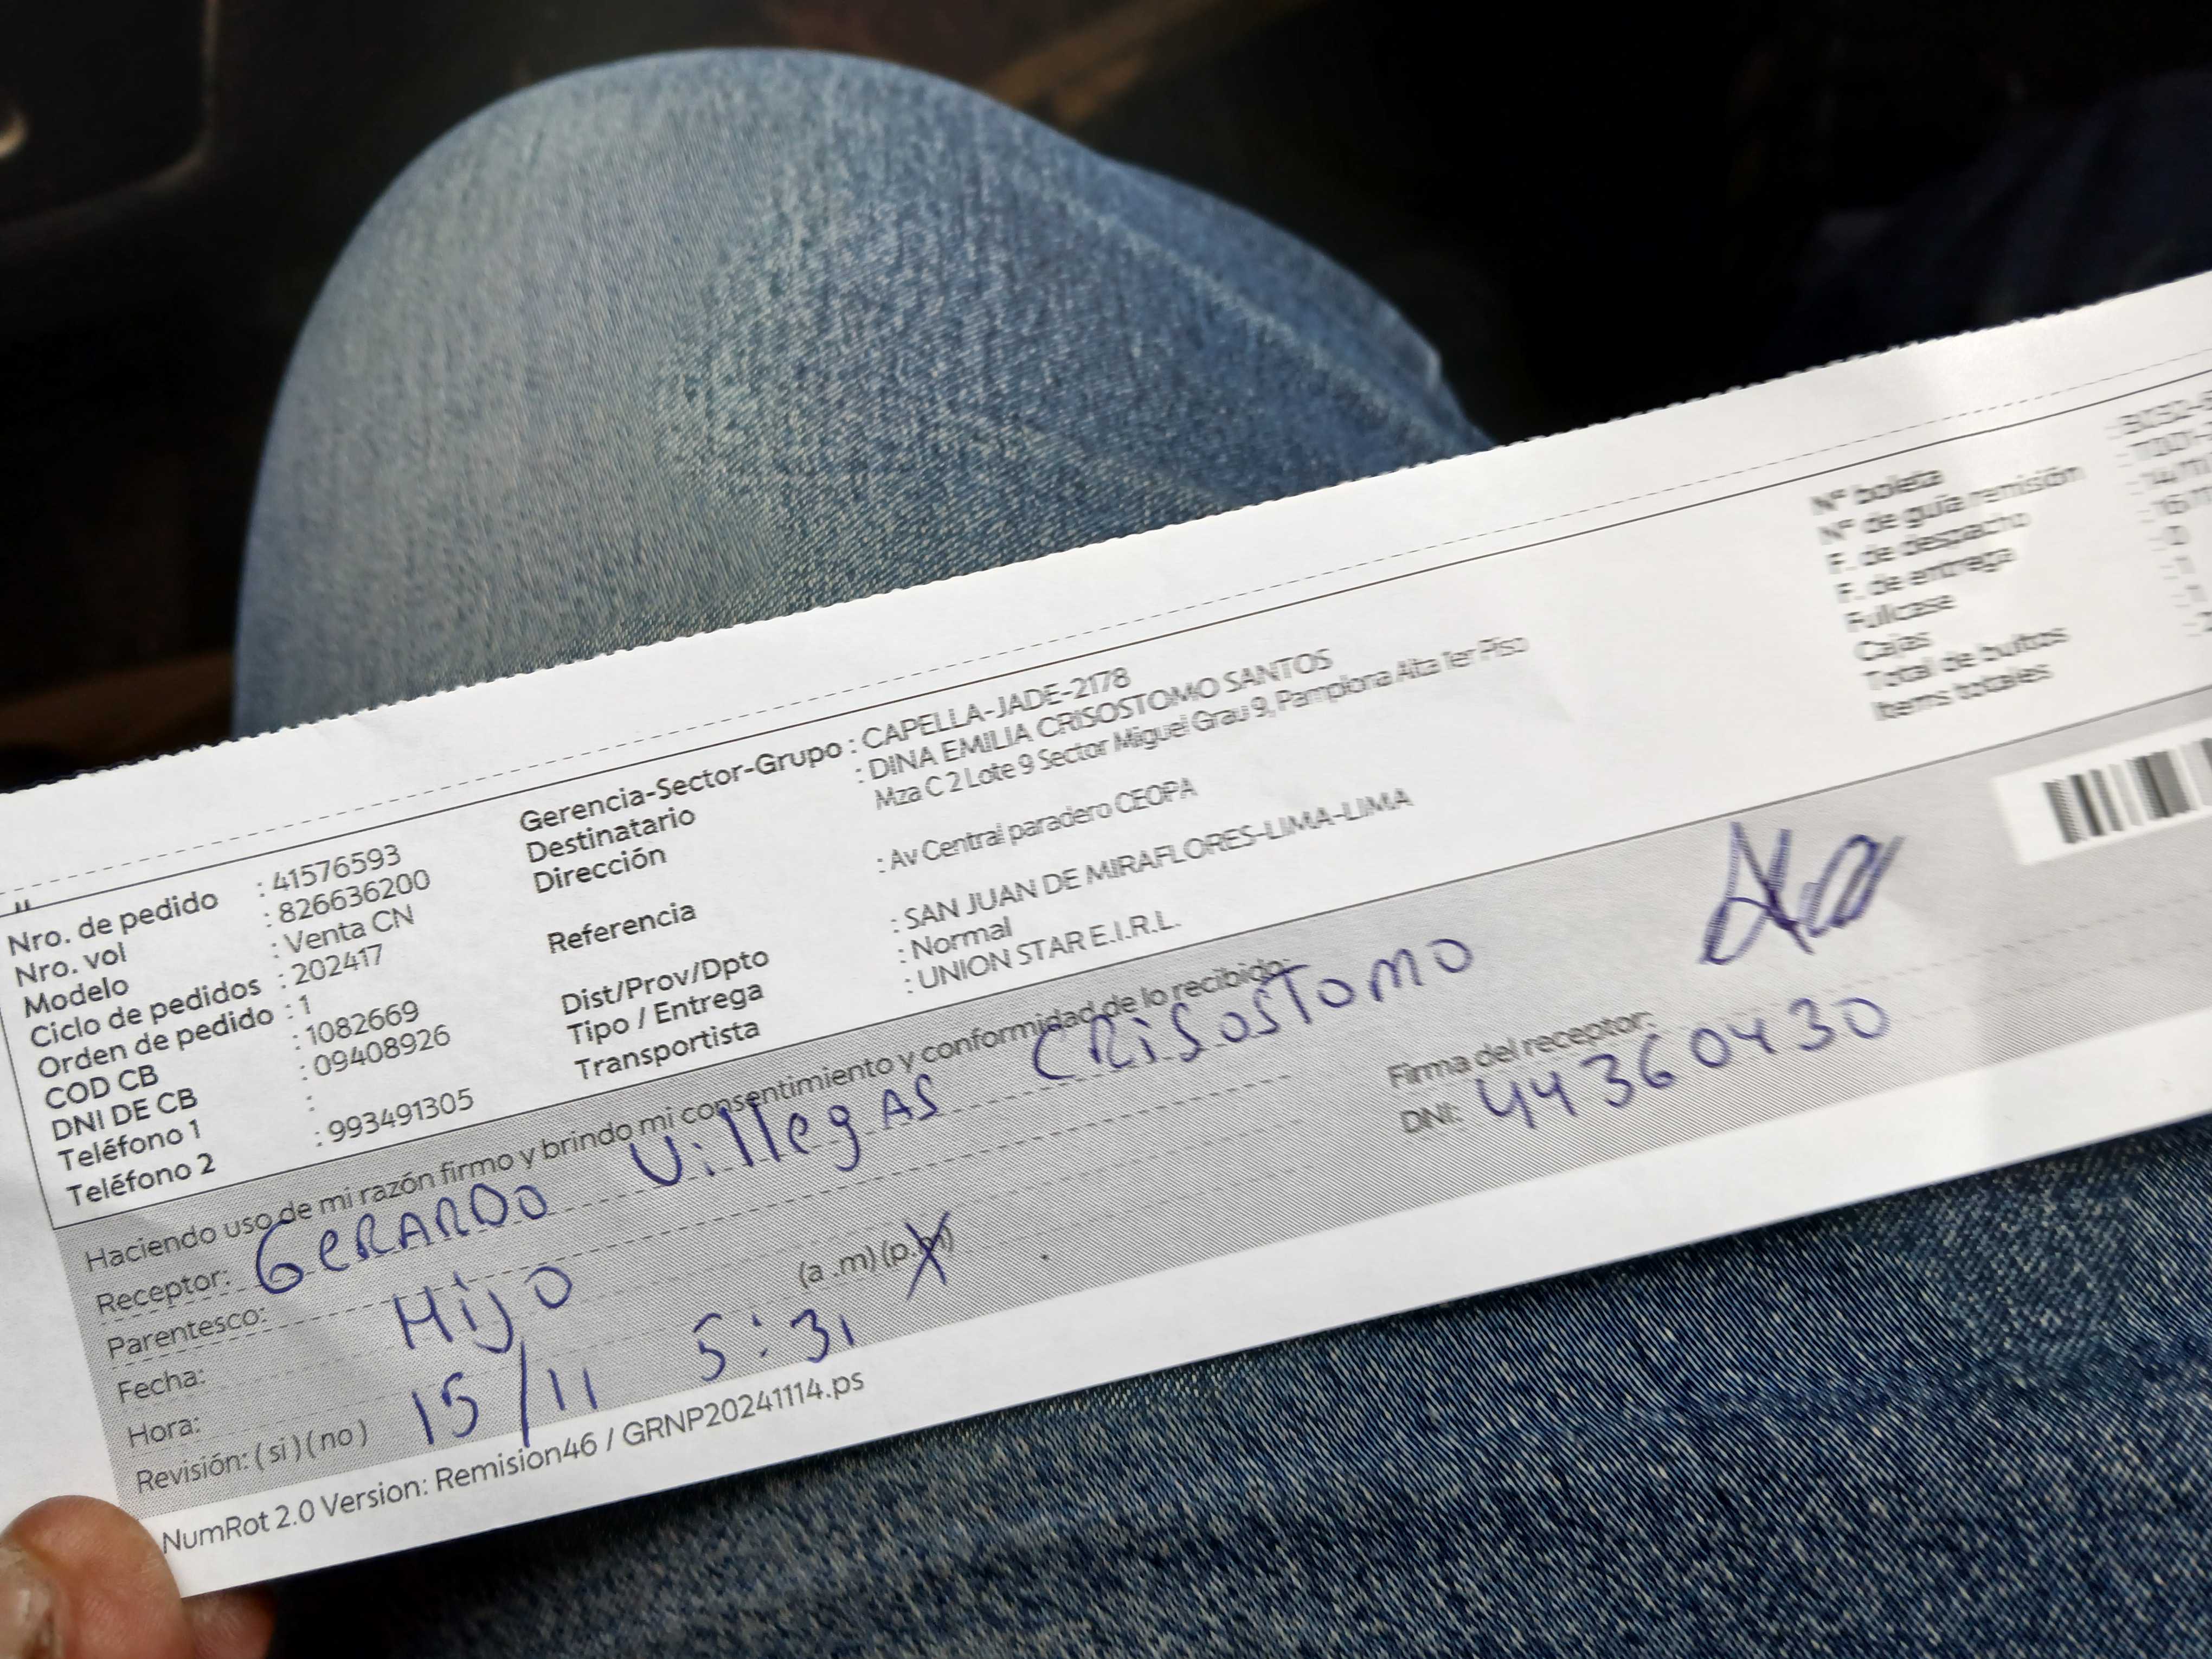 Nro. de pedido : 41576593
Nro. vol : 826636200
Modelo : Venta CN
Ciclo de pedidos : 202417
Orden de pedido : 1
COD CB : 1082669
DNI DE CB : 09408926
Teléfono 1 :
Teléfono 2 : 993491305
Gerencia-Sector-Grupo : CAPELLA-JADE-2178
Destinatario : DINA EMILIA CRISOSTOMO SANTOS
Dirección Mza C 2 Lote 9 Sector Miguel Grau 9, Pamplona Alta 1er Piso
Referencia : Av Central paradero CEOPA
Dist/Prov/Dpto : SAN JUAN DE MIRAFLORES-LIMA-LIMA
Tipo / Entrega : Normal
Transportista : UNION STAR E.I.R.L.
N° boleta
N° de guía remisión
F. de despacho
F. de entrega
Fullcase
Cajas
Total de bultos
Items totales
Haciendo uso de mi razón firmo y brindo mi consentimiento y conformidad de lo recibido:
Receptor: GERARDO Villegas CRISOSTOMO
Parentesco: Hijo
Fecha: 15/11
Hora: 5:31 (a .m) (p.m)
Revisión: ( si ) ( no )
Firma del receptor:
DNI: 44360430
NumRot 2.0 Version: Remision46 / GRNP20241114.ps